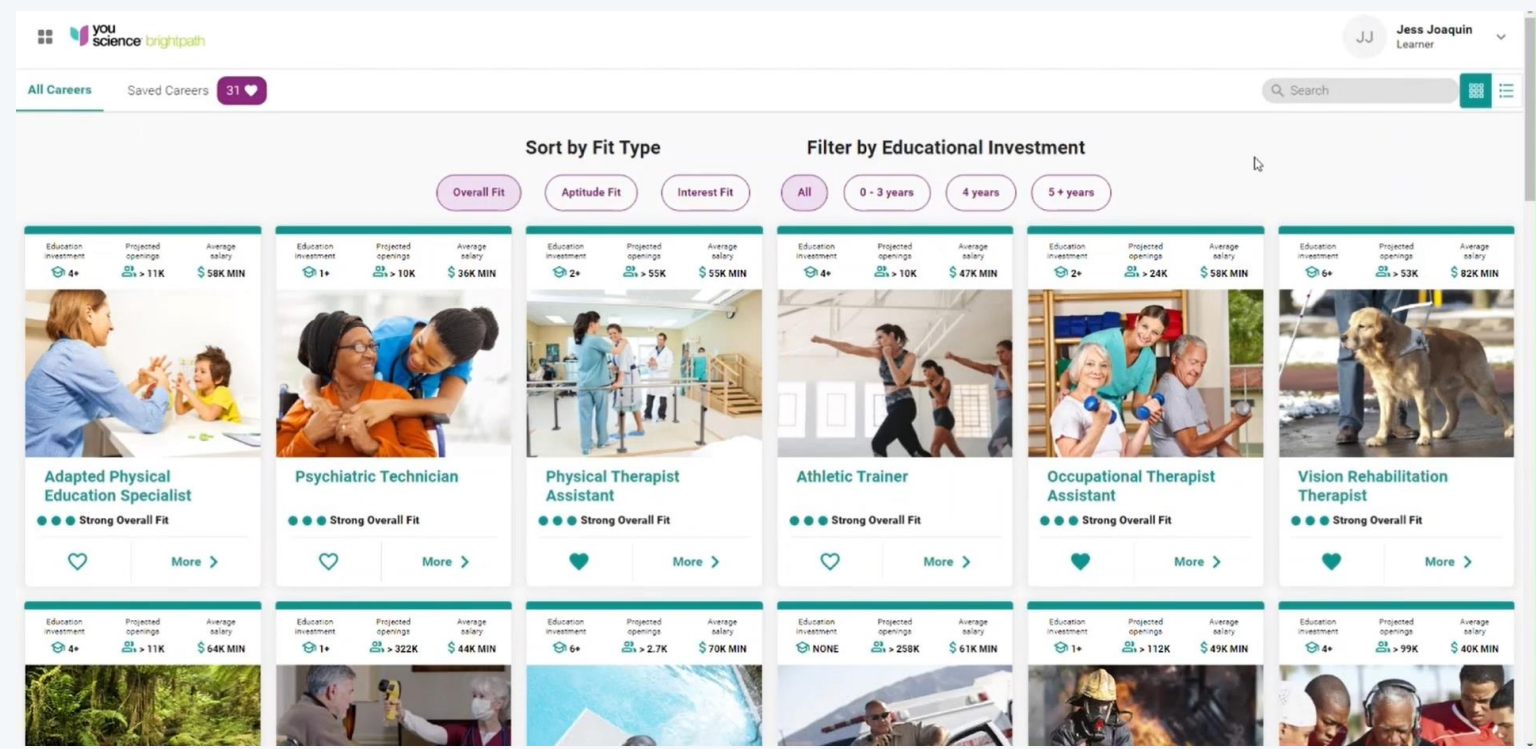 you
science brightpath
JJ
Jess Joaquin
Learner
All Careers
Saved Careers
31
Search
Sort by Fit Type
Filter by Educational Investment
Overall Fit
Aptitude Fit
Interest Fit
All
0 - 3 years
4 years
5 + years
Education
investment
Projected
openings
Average
salary
4+
> 11K
$ 58K MIN
Adapted Physical
Education Specialist
Strong Overall Fit
More
Education
investment
Projected
openings
Average
salary
1+
> 10K
$ 36K MIN
Psychiatric Technician
Strong Overall Fit
More
Education
investment
Projected
openings
Average
salary
2+
> 55K
$ 55K MIN
Physical Therapist
Assistant
Strong Overall Fit
More
Education
investment
Projected
openings
Average
salary
4+
> 10K
$ 47K MIN
Athletic Trainer
Strong Overall Fit
More
Education
investment
Projected
openings
Average
salary
2+
> 24K
$ 58K MIN
Occupational Therapist
Assistant
Strong Overall Fit
More
Education
investment
Projected
openings
Average
salary
6+
> 53K
$ 82K MIN
Vision Rehabilitation
Therapist
Strong Overall Fit
More
Education
investment
Projected
openings
Average
salary
4+
> 11K
$ 64K MIN
Education
investment
Projected
openings
Average
salary
1+
> 322K
$ 44K MIN
Education
investment
Projected
openings
Average
salary
6+
> 2.7K
$ 70K MIN
Education
investment
Projected
openings
Average
salary
NONE
> 258K
$ 61K MIN
Education
investment
Projected
openings
Average
salary
1+
> 112K
$ 49K MIN
Education
investment
Projected
openings
Average
salary
4+
> 99K
$ 40K MIN